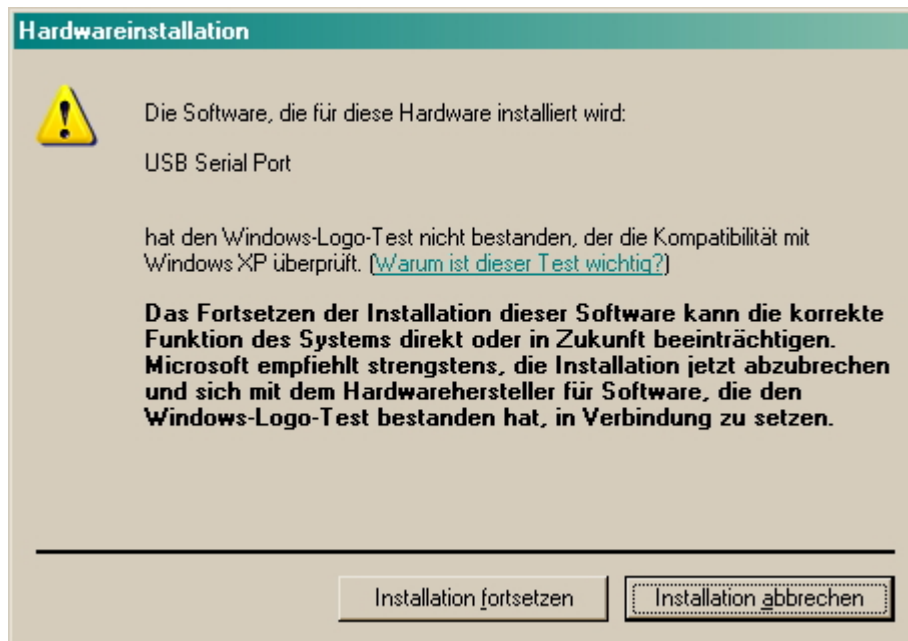 Hardwareinstallation
Die Software, die für diese Hardware installiert wird:
USB Serial Port
hat den Windows-Logo-Test nicht bestanden, der die Kompatibilität mit
Windows XP überprüft. (Warum ist dieser Test wichtig?)
Das Fortsetzen der Installation dieser Software kann die korrekte
Funktion des Systems direkt oder in Zukunft beeinträchtigen.
Microsoft empfiehlt strengstens, die Installation jetzt abzubrechen
und sich mit dem Hardwarehersteller für Software, die den
Windows-Logo-Test bestanden hat, in Verbindung zu setzen.
Installation fortsetzen
Installation abbrechen